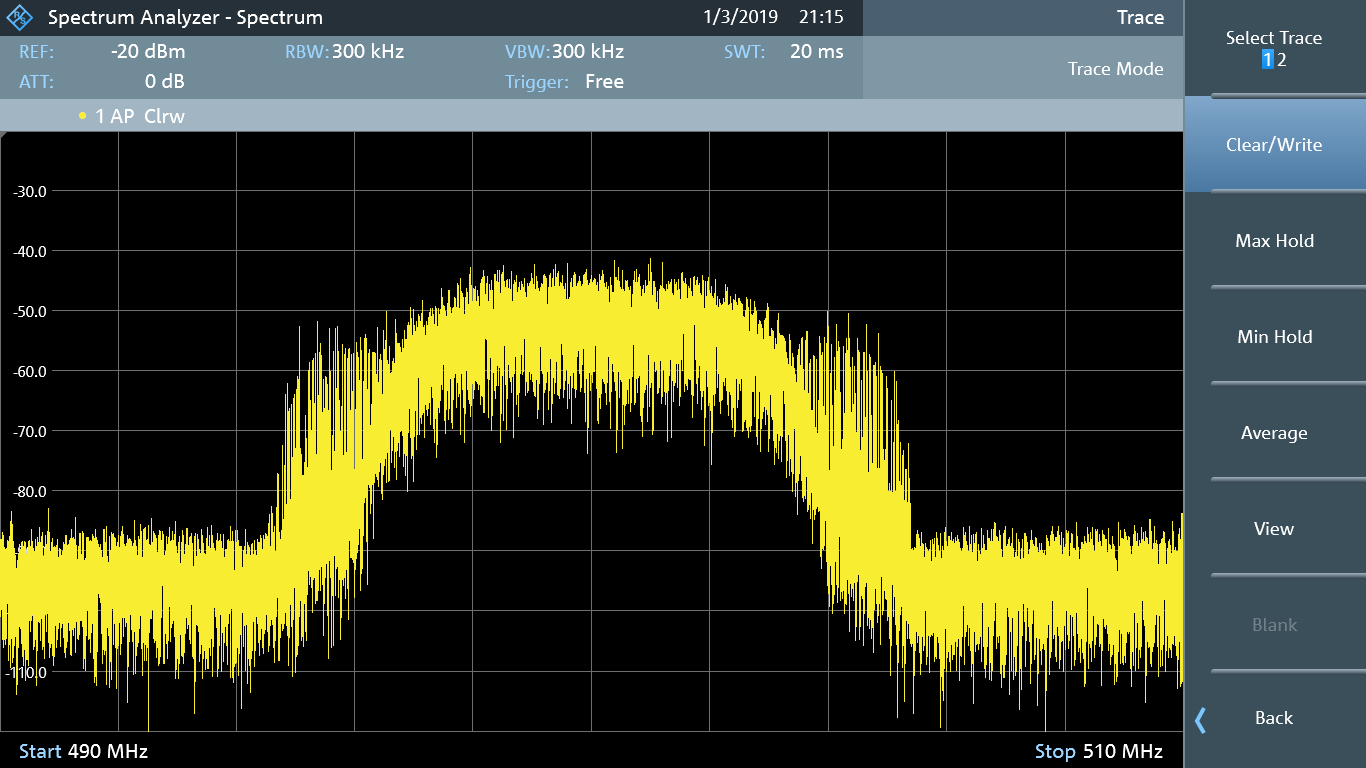 Spectrum Analyzer - Spectrum 1/3/2019 21:15 Trace
REF: -20 dBm RBW: 300 kHz VBW: 300 kHz SWT: 20 ms
ATT: 0 dB Trigger: Free
Trace Mode
1 AP Clrw
-30.0
-40.0
-50.0
-60.0
-70.0
-80.0
-110.0
Start 490 MHz Stop 510 MHz
Select Trace
1 2
Clear/Write
Max Hold
Min Hold
Average
View
Blank
Back